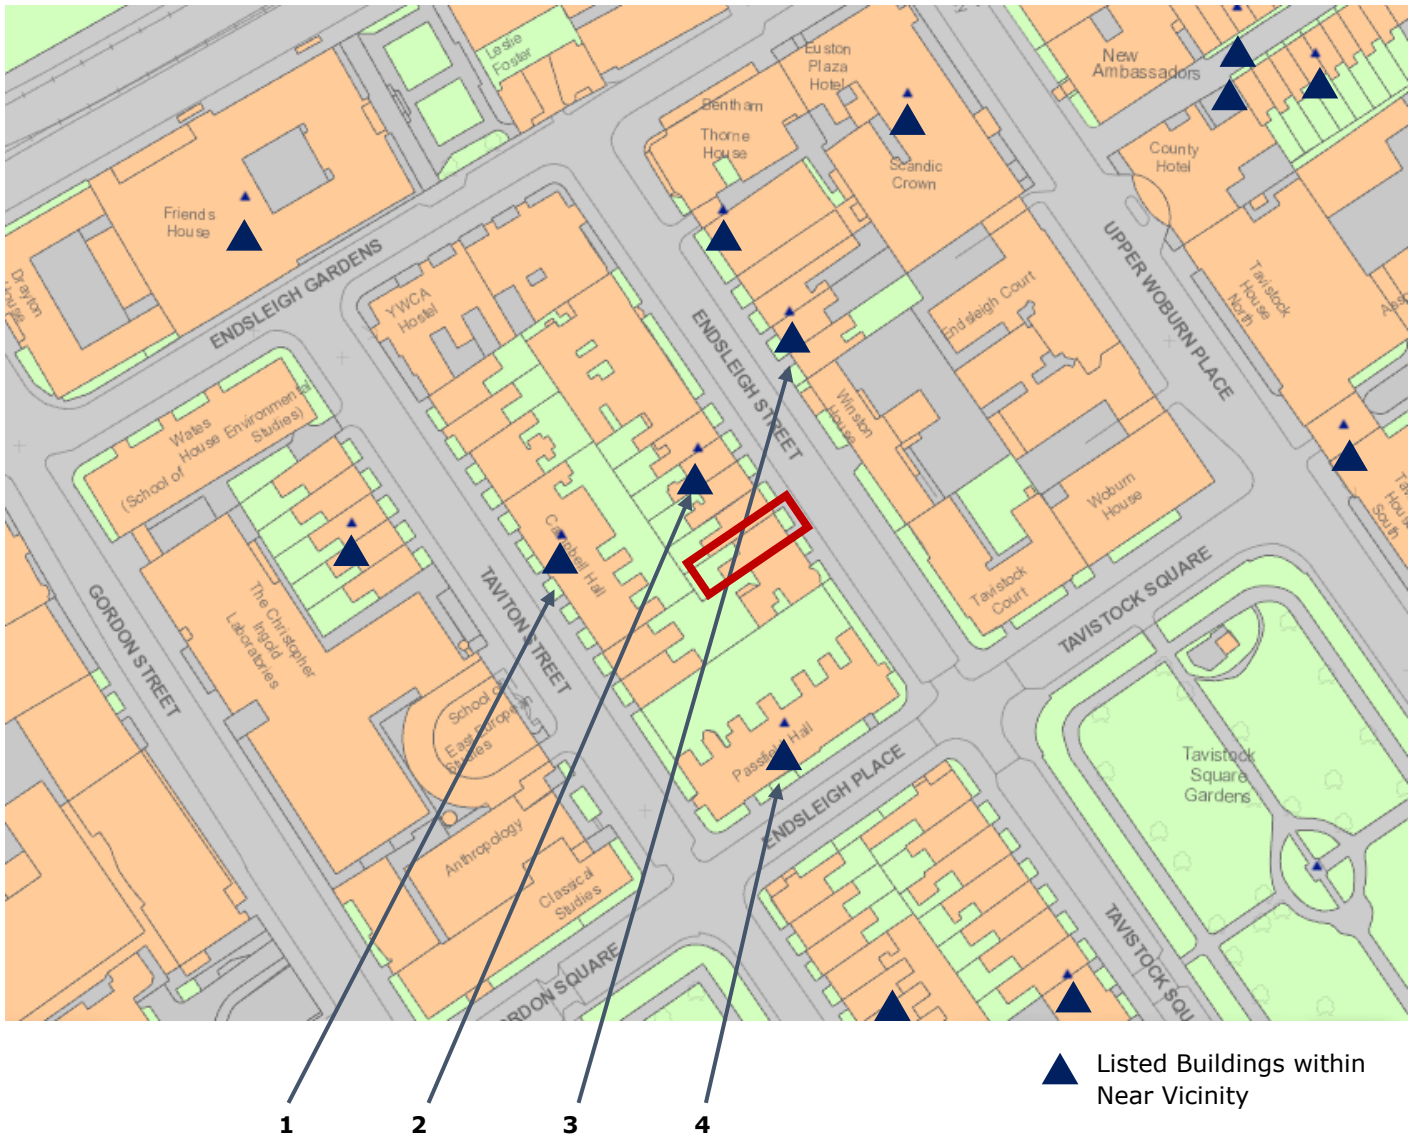 Leslie
Foster
Euston
Plaza
Hotel
New
Ambassadors
Bentham
Thorne
House
Scandic
Crown
County
Hotel
Friends
House
Drayton
House
ENDSLEIGH GARDENS
YWCA
Hostel
ENDSLEIGH STREET
Endsleigh Court
UPPER WOBURN PLACE
Tavistock
House
North
Winston
House
Wates
House Environmental
(School of Studies)
Woburn
House
Campbell Hall
Tavistock
Court
TAVISTOCK SQUARE
GORDON STREET
The Christopher
Ingold
Laboratories
TAVITON STREET
School of
East European
Studies
Passfield Hall
ENDSLEIGH PLACE
Tavistock
Square
Gardens
Anthropology
Classical
Studies
RDON SQUARE
TAVISTOCK SQU
South
Listed Buildings within
Near Vicinity
1 2 3 4